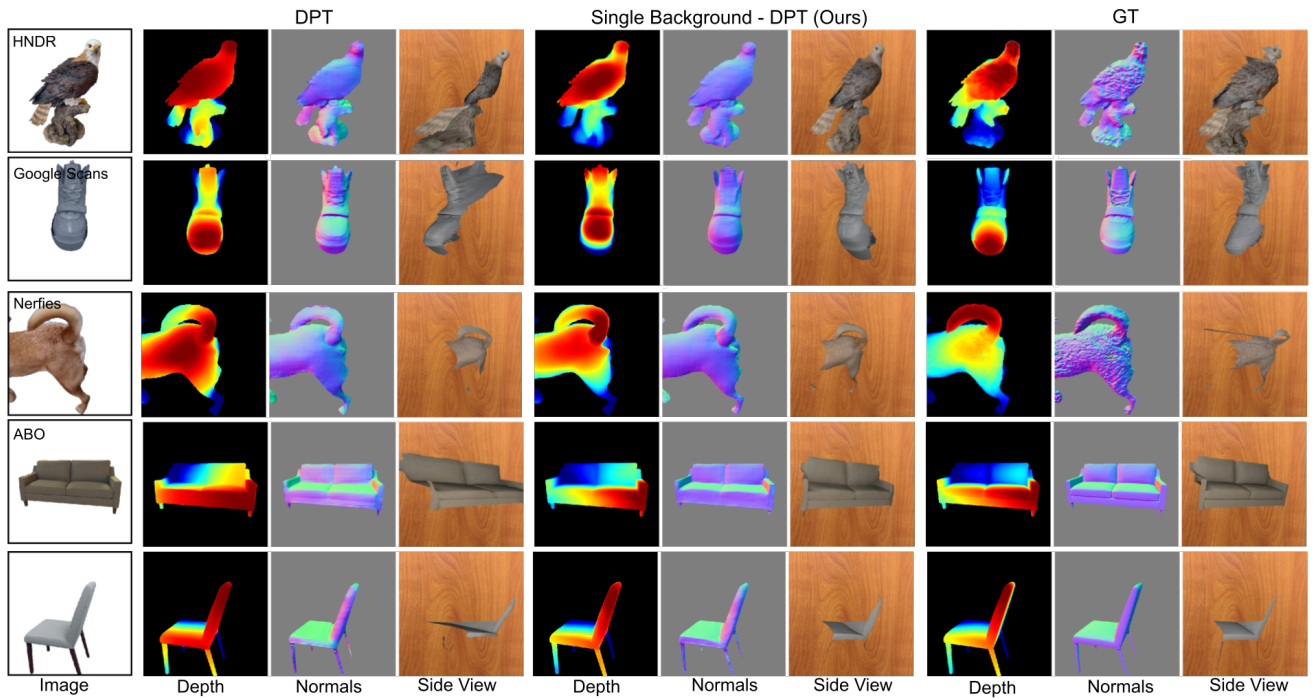 DPT
Single Background - DPT (Ours)
GT
HNDR
Google Scans
Nerfies
ABO
Image
Depth
Normals
Side View
Depth
Normals
Side View
Depth
Normals
Side View